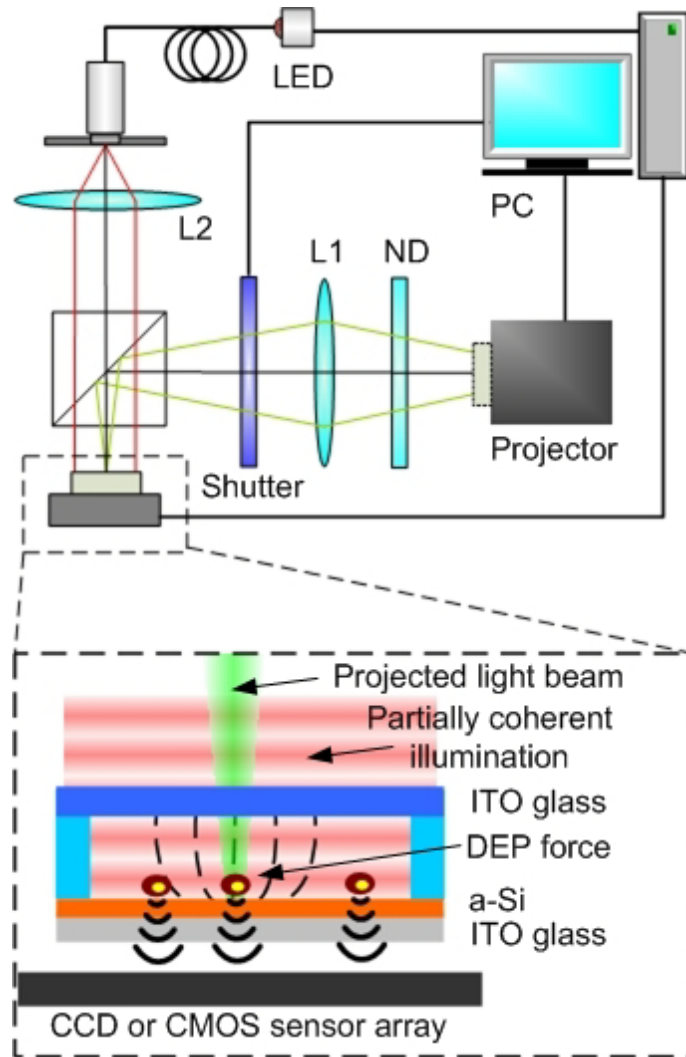 LED
PC
L2
L1
ND
Projector
Shutter
Projected light beam
Partially coherent
illumination
ITO glass
DEP force
a-Si
ITO glass
CCD or CMOS sensor array